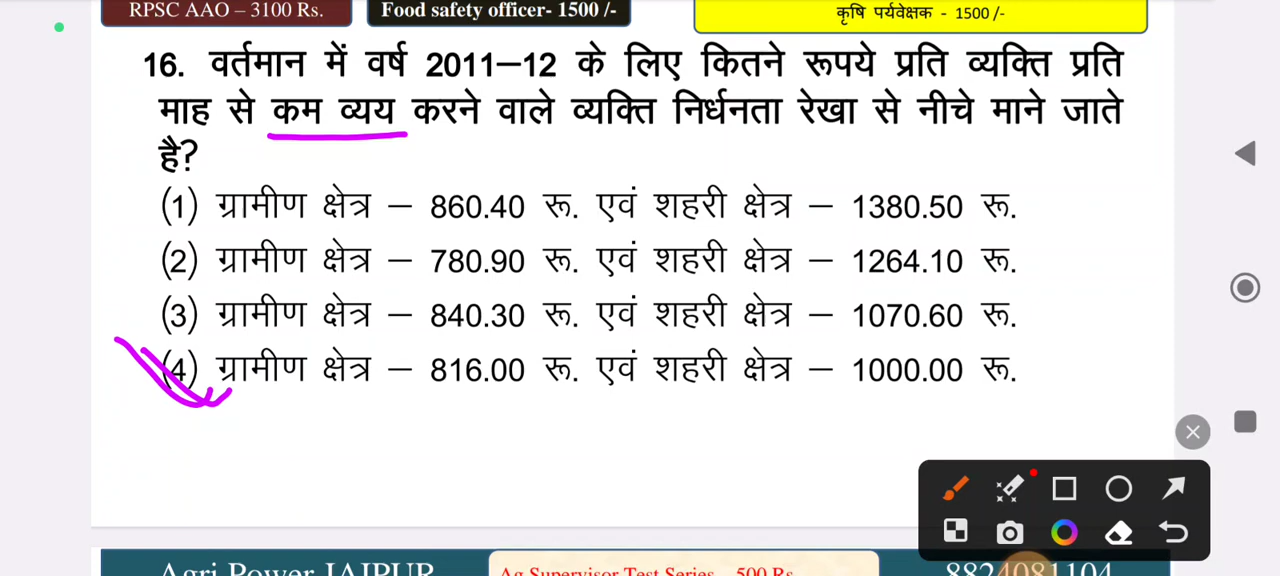 RPSC AAO – 3100 Rs.
Food safety officer- 1500 /-
कृषि पर्यवेक्षक - 1500 /-
16. वर्तमान में वर्ष 2011–12 के लिए कितने रूपये प्रति व्यक्ति प्रति
माह से कम व्यय करने वाले व्यक्ति निर्धनता रेखा से नीचे माने जाते
है?
(1) ग्रामीण क्षेत्र – 860.40 रू. एवं शहरी क्षेत्र – 1380.50 रू.
(2) ग्रामीण क्षेत्र – 780.90 रू. एवं शहरी क्षेत्र – 1264.10 रू.
(3) ग्रामीण क्षेत्र – 840.30 रू. एवं शहरी क्षेत्र – 1070.60 रू.
(4) ग्रामीण क्षेत्र – 816.00 रू. एवं शहरी क्षेत्र – 1000.00 रू.
Agri Power JAIPUR
Ag Supervisor Test Series – 500 Rs
8824081104